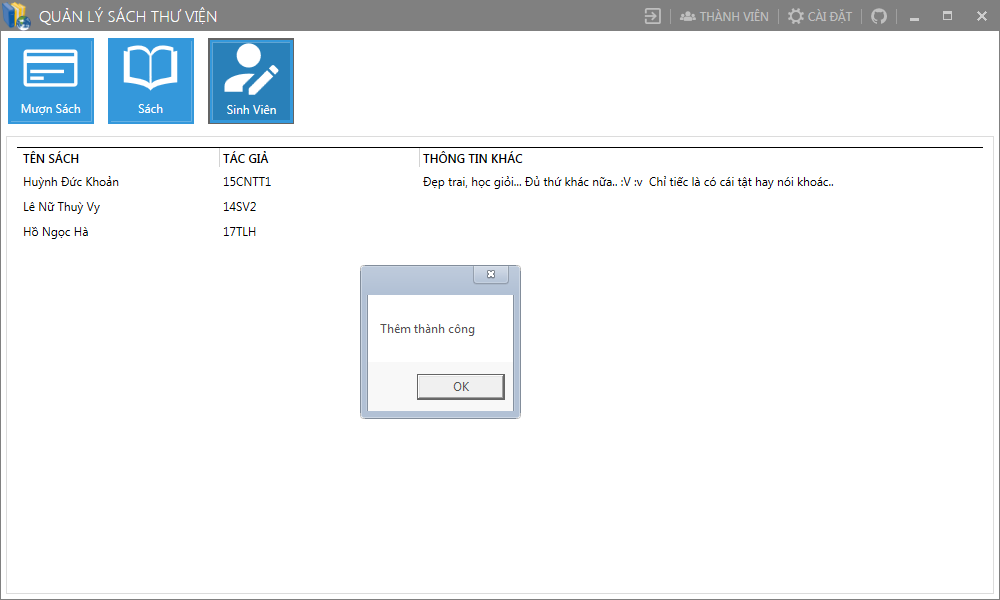 QUẢN LÝ SÁCH THƯ VIỆN
THÀNH VIÊN
CÀI ĐẶT
Mượn Sách
Sách
Sinh Viên
TÊN SÁCH TÁC GIẢ THÔNG TIN KHÁC
Huỳnh Đức Khoản 15CNTT1 Đẹp trai, học giỏi... Đủ thứ khác nữa.. :V :v Chỉ tiếc là có cái tật hay nói khoác..
Lê Nữ Thuỳ Vy 14SV2
Hồ Ngọc Hà 17TLH
Thêm thành công
OK